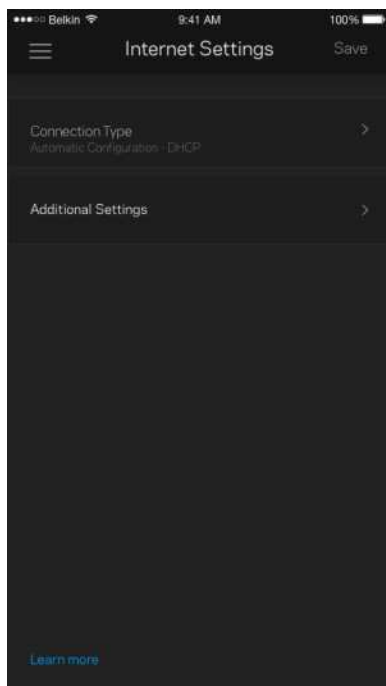 Belkin 9:41 AM 100%
Internet Settings Save
Connection Type
Automatic Configuration - DHCP
Additional Settings
Learn more